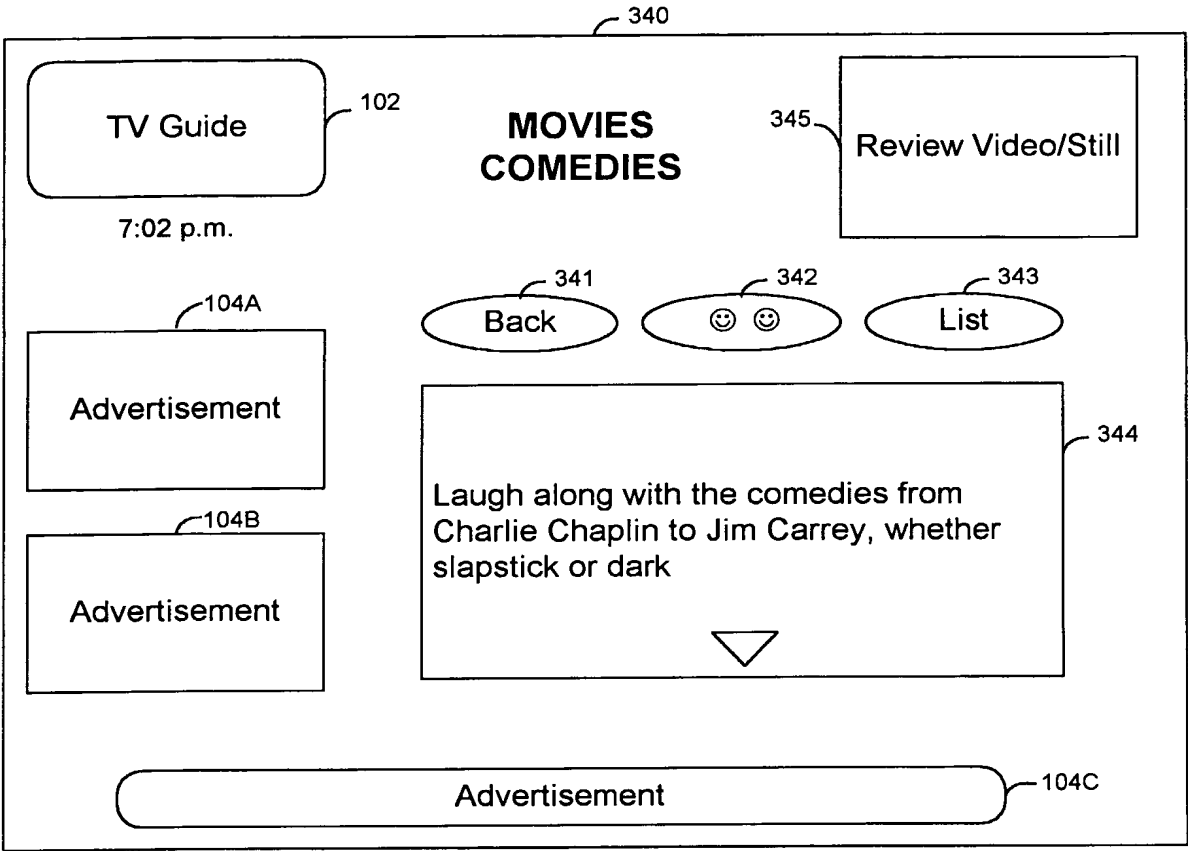 340
TV Guide
102
MOVIES
COMEDIES
345
Review Video/Still
7:02 p.m.
341
342
343
Back
☺ ☺
List
104A
Advertisement
344
Laugh along with the comedies from
Charlie Chaplin to Jim Carrey, whether
slapstick or dark
104B
Advertisement
Advertisement
104C